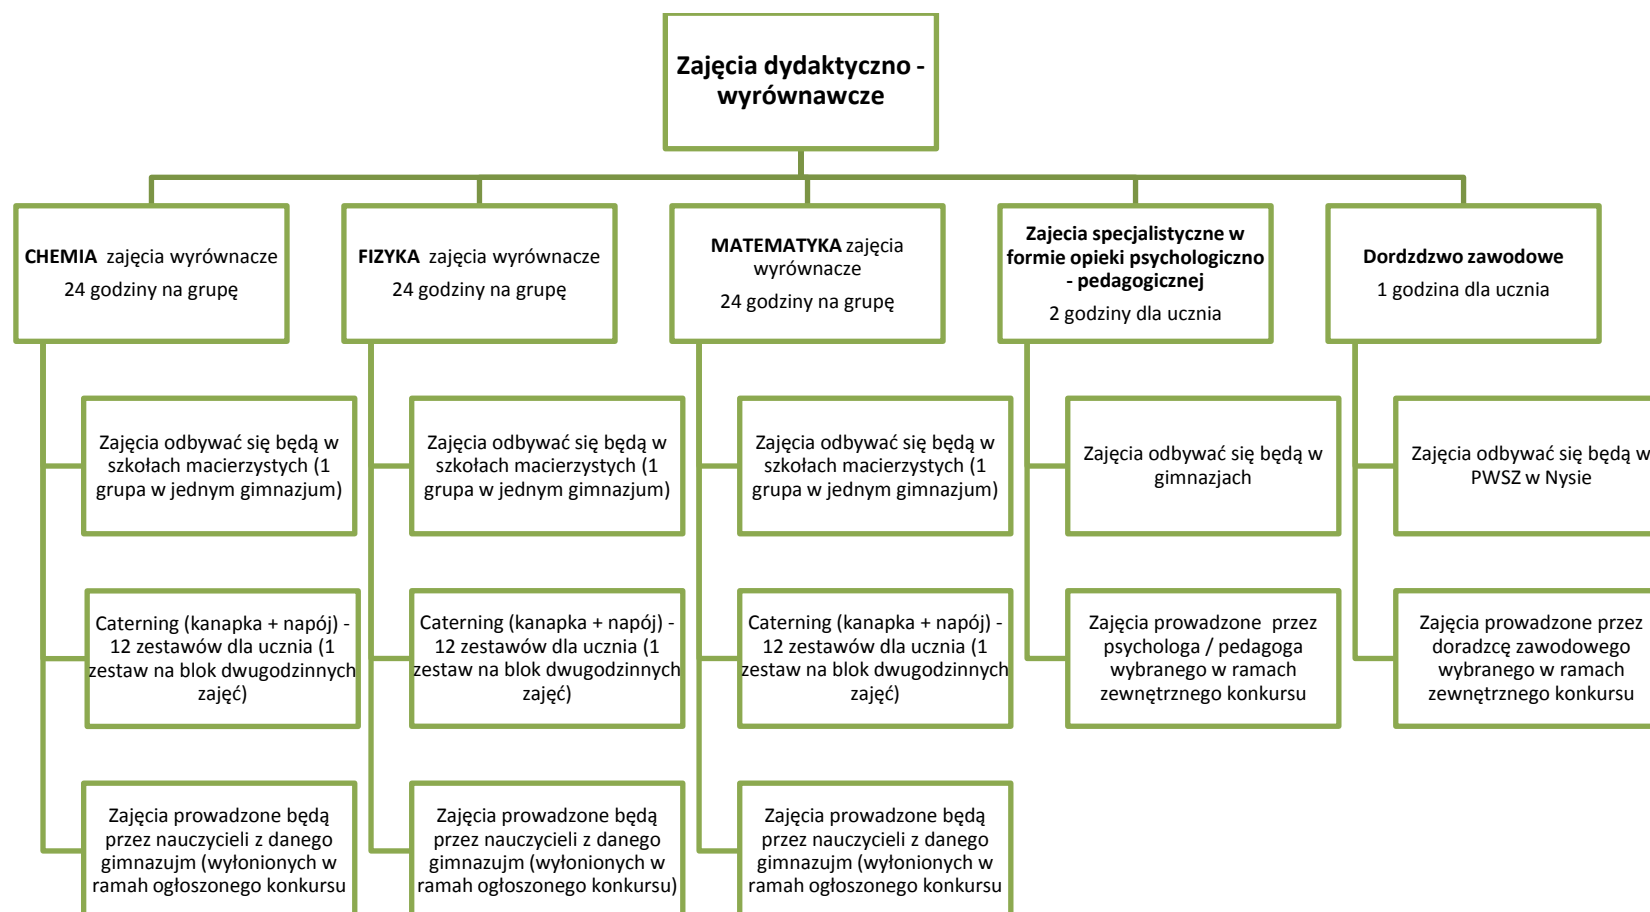 Zajęcia dydaktyczno -
wyrównawcze
CHEMIA zajęcia wyrównacze
24 godziny na grupę
Zajęcia odbywać się będą w
szkołach macierzystych (1
grupa w jednym gimnazjum)
Caterning (kanapka + napój) -
12 zestawów dla ucznia (1
zestaw na blok dwugodzinnych
zajęć)
Zajęcia prowadzone będą
przez nauczycieli z danego
gimnazujm (wyłonionych w
ramah ogłoszonego konkursu
FIZYKA zajęcia wyrównacze
24 godziny na grupę
Zajęcia odbywać się będą w
szkołach macierzystych (1
grupa w jednym gimnazjum)
Caterning (kanapka + napój) -
12 zestawów dla ucznia (1
zestaw na blok dwugodzinnych
zajęć)
Zajęcia prowadzone będą
przez nauczycieli z danego
gimnazujm (wyłonionych w
ramah ogłoszonego konkursu)
MATEMATYKA zajęcia
wyrównacze
24 godziny na grupę
Zajęcia odbywać się będą w
szkołach macierzystych (1
grupa w jednym gimnazjum)
Caterning (kanapka + napój) -
12 zestawów dla ucznia (1
zestaw na blok dwugodzinnych
zajęć)
Zajęcia prowadzone będą
przez nauczycieli z danego
gimnazujm (wyłonionych w
ramah ogłoszonego konkursu
Zajecia specjalistyczne w
formie opieki psychologiczno
- pedagogicznej
2 godziny dla ucznia
Zajęcia odbywać się będą w
gimnazjach
Zajęcia prowadzone przez
psychologa / pedagoga
wybranego w ramach
zewnętrznego konkursu
Dordzdzwo zawodowe
1 godzina dla ucznia
Zajęcia odbywać się będą w
PWSZ w Nysie
Zajęcia prowadzone przez
doradzcę zawodowego
wybranego w ramach
zewnętrznego konkursu